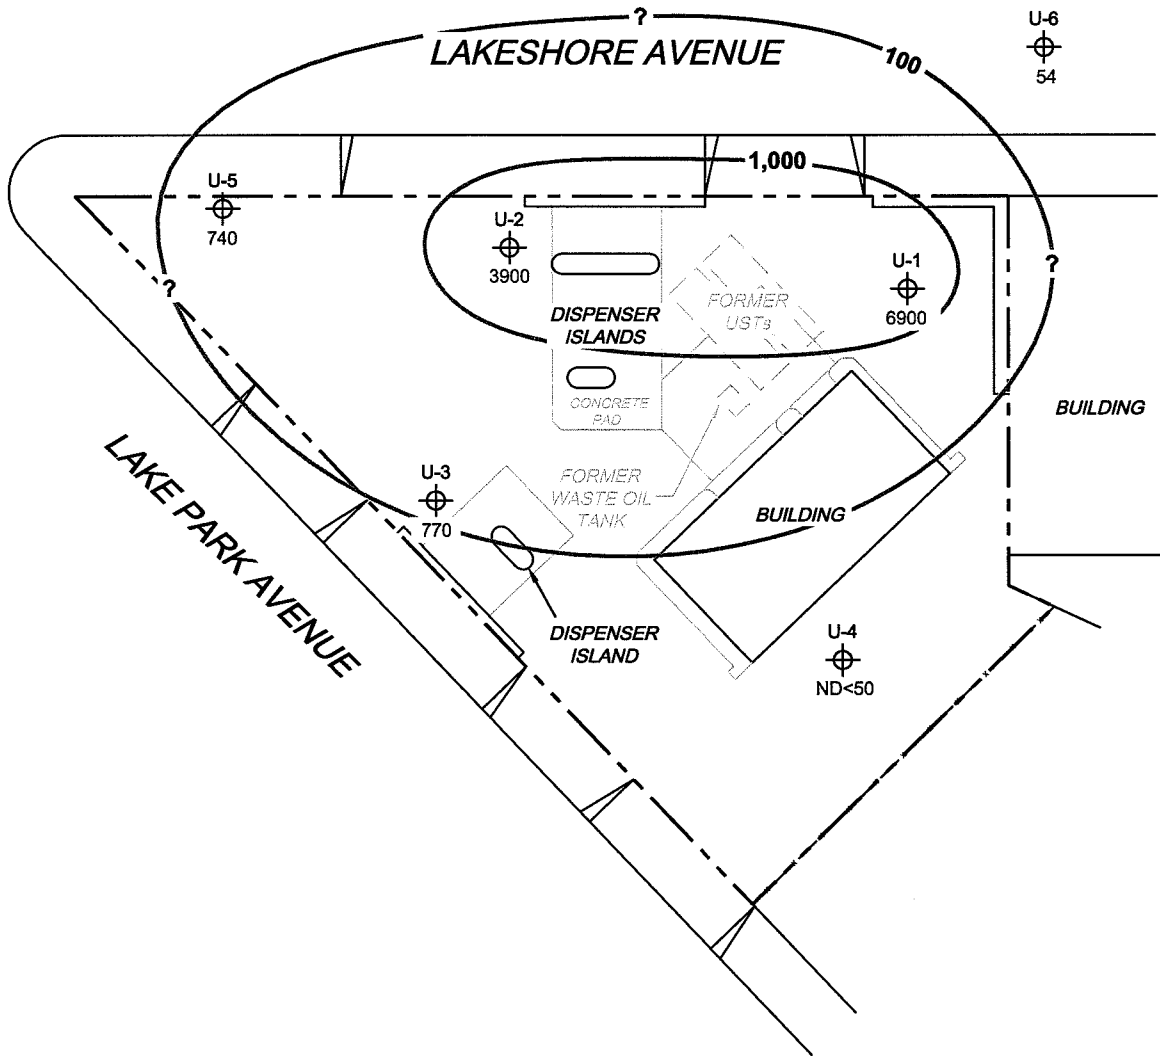 ?
U-6
LAKESHORE AVENUE
100
54
1,000
U-5
740
U-2
3900
U-1
6900
?
?
FORMER
USTs
DISPENSER
ISLANDS
CONCRETE
PAD
BUILDING
LAKE PARK AVENUE
U-3
770
FORMER
WASTE OIL
TANK
BUILDING
DISPENSER
ISLAND
U-4
ND<50